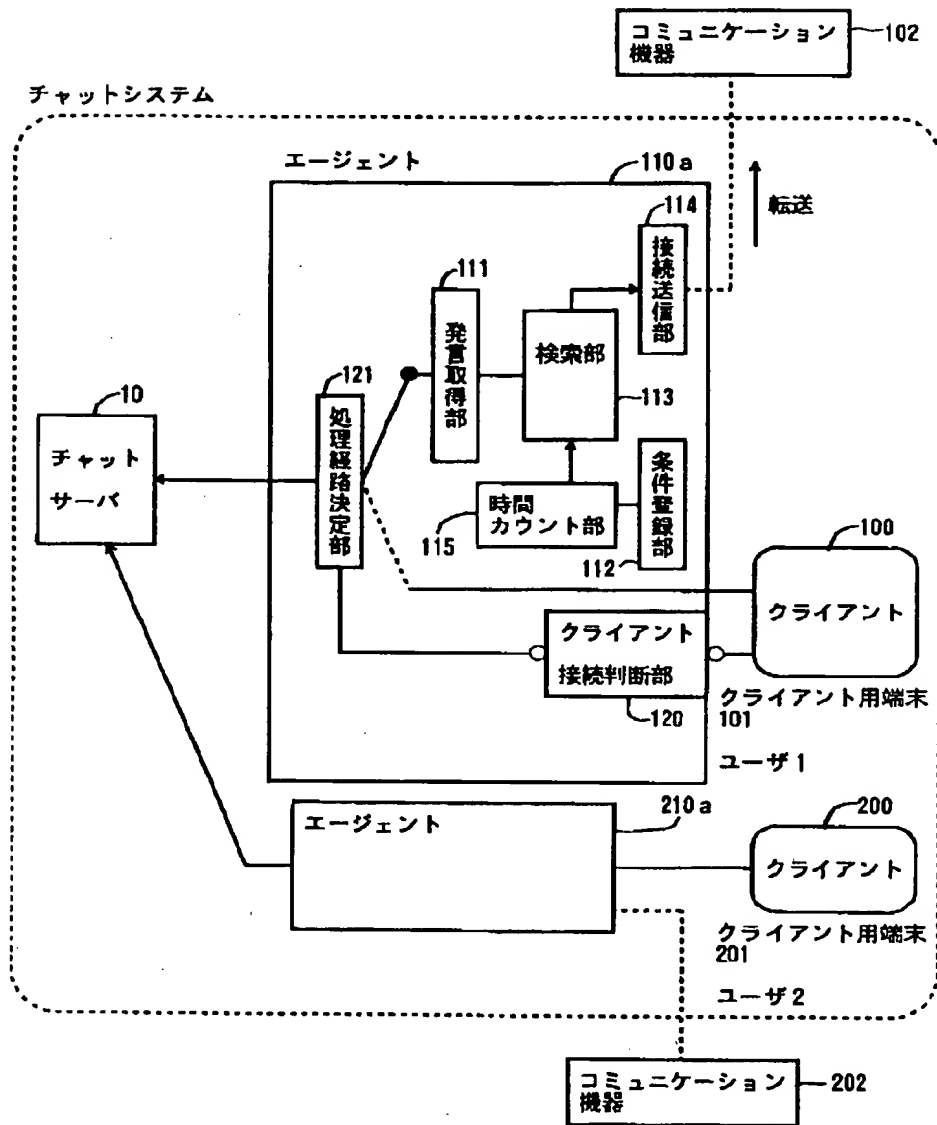 コミュニケーション
機器
102
チャットシステム
エージェント
110a
114
接続送信部
転送
111
発言取得部
検索部
113
121
処理経路決定部
10
チャット
サーバ
時間
カウント部
115
条件登録部
112
100
クライアント
クライアント
接続判断部
120
クライアント用端末
101
ユーザ1
エージェント
210a
200
クライアント
クライアント用端末
201
ユーザ2
コミュニケーション
機器
202